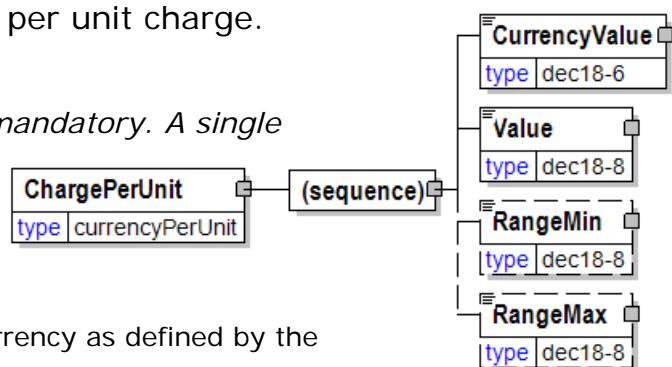 per unit charge.
CurrencyValue
type dec18-6
mandatory. A single
Value
type dec18-8
ChargePerUnit
type currencyPerUnit
(sequence)
RangeMin
type dec18-8
RangeMax
type dec18-8
rrency as defined by the